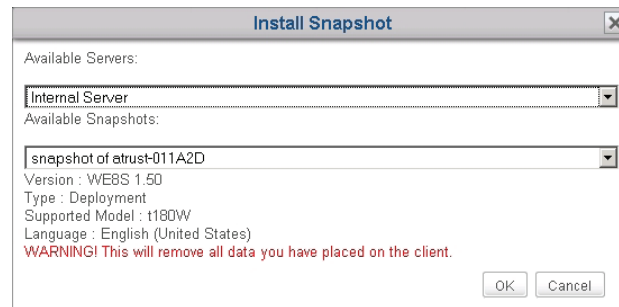 Install Snapshot
Available Servers:
Internal Server
Available Snapshots:
snapshot of atrust-011A2D
Version : WE8S 1.50
Type : Deployment
Supported Model : t180W
Language : English (United States)
WARNING! This will remove all data you have placed on the client.
OK Cancel